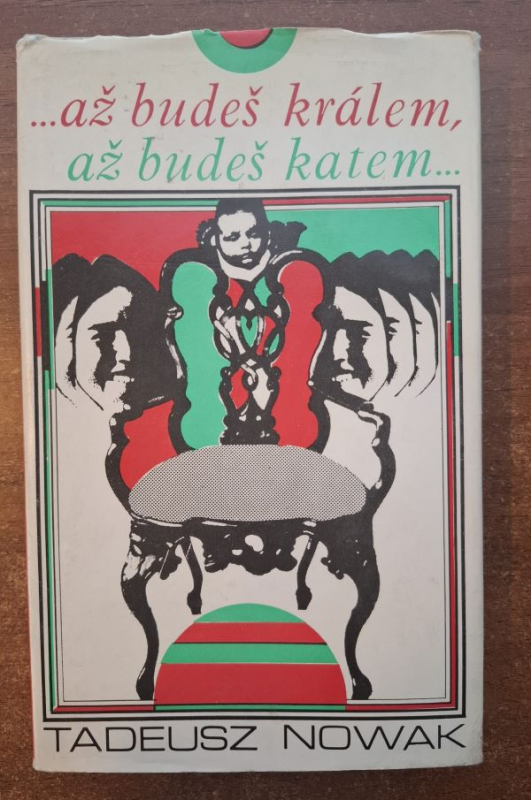 ...až budeš králem,
až budeš katem...
TADEUSZ NOWAK